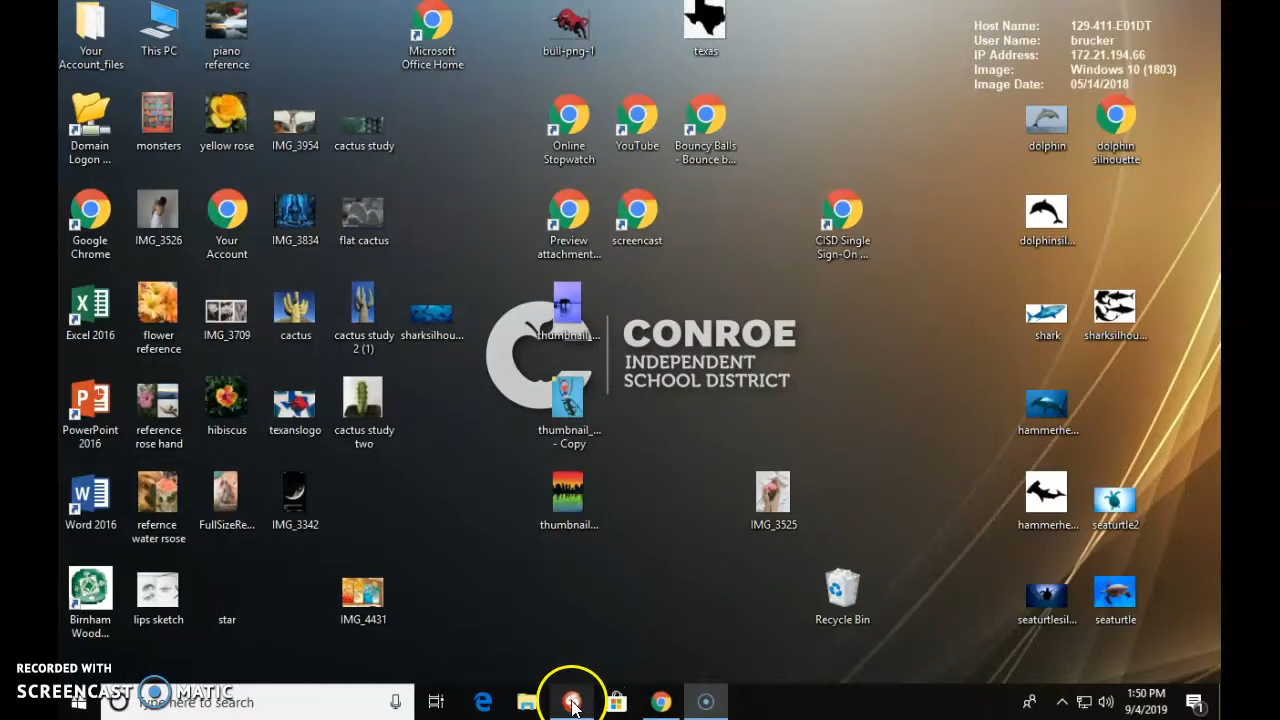 Your
Account_files
This PC
piano
reference
Microsoft
Office Home
bull-png-1
texas
Host Name: 129-411-E01DT
User Name: brucker
IP Address: 172.21.194.66
Image: Windows 10 (1803)
Image Date: 05/14/2018
Domain
Logon ...
monsters
yellow rose
IMG_3954
cactus study
Online
Stopwatch
YouTube
Bouncy Balls
- Bounce b...
dolphin
dolphin
silhouette
Google
Chrome
IMG_3526
Your
Account
IMG_3834
flat cactus
Preview
attachment...
screencast
CISD Single
Sign-On ...
dolphinsil...
Excel 2016
flower
reference
IMG_3709
cactus
cactus study
2 (1)
sharksilhou...
thumbnail_...
shark
sharksilhou...
CONROE
INDEPENDENT
SCHOOL DISTRICT
PowerPoint
2016
reference
rose hand
hibiscus
texanslogo
cactus study
two
thumbnail_...
- Copy
hammerhe...
Word 2016
refernce
water rsose
FullSizeRe...
IMG_3342
thumbnail...
IMG_3525
hammerhe...
seaturtle2
Birnham
Wood...
lips sketch
star
IMG_4431
Recycle Bin
seaturtlesil...
seaturtle
RECORDED WITH
SCREENCAST MATIC
Type here to search
1:50 PM
9/4/2019
1